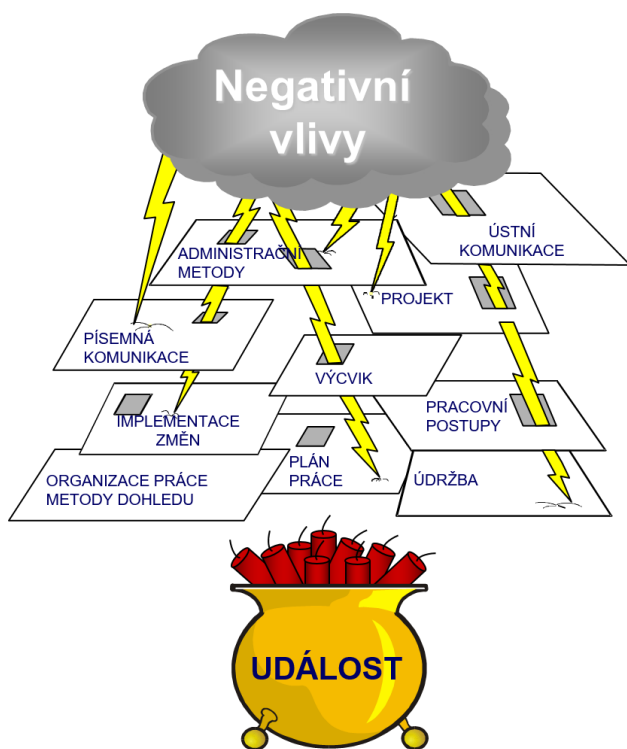 Negativní
vlivy
ÚSTNÍ
KOMUNIKACE
ADMINISTRAČNÍ
METODY
PROJEKT
PÍSEMNÁ
KOMUNIKACE
VÝCVIK
IMPLEMENTACE
ZMĚN
PRACOVNÍ
POSTUPY
ORGANIZACE PRÁCE
METODY DOHLEDU
PLÁN
PRÁCE
ÚDRŽBA
UDÁLOST